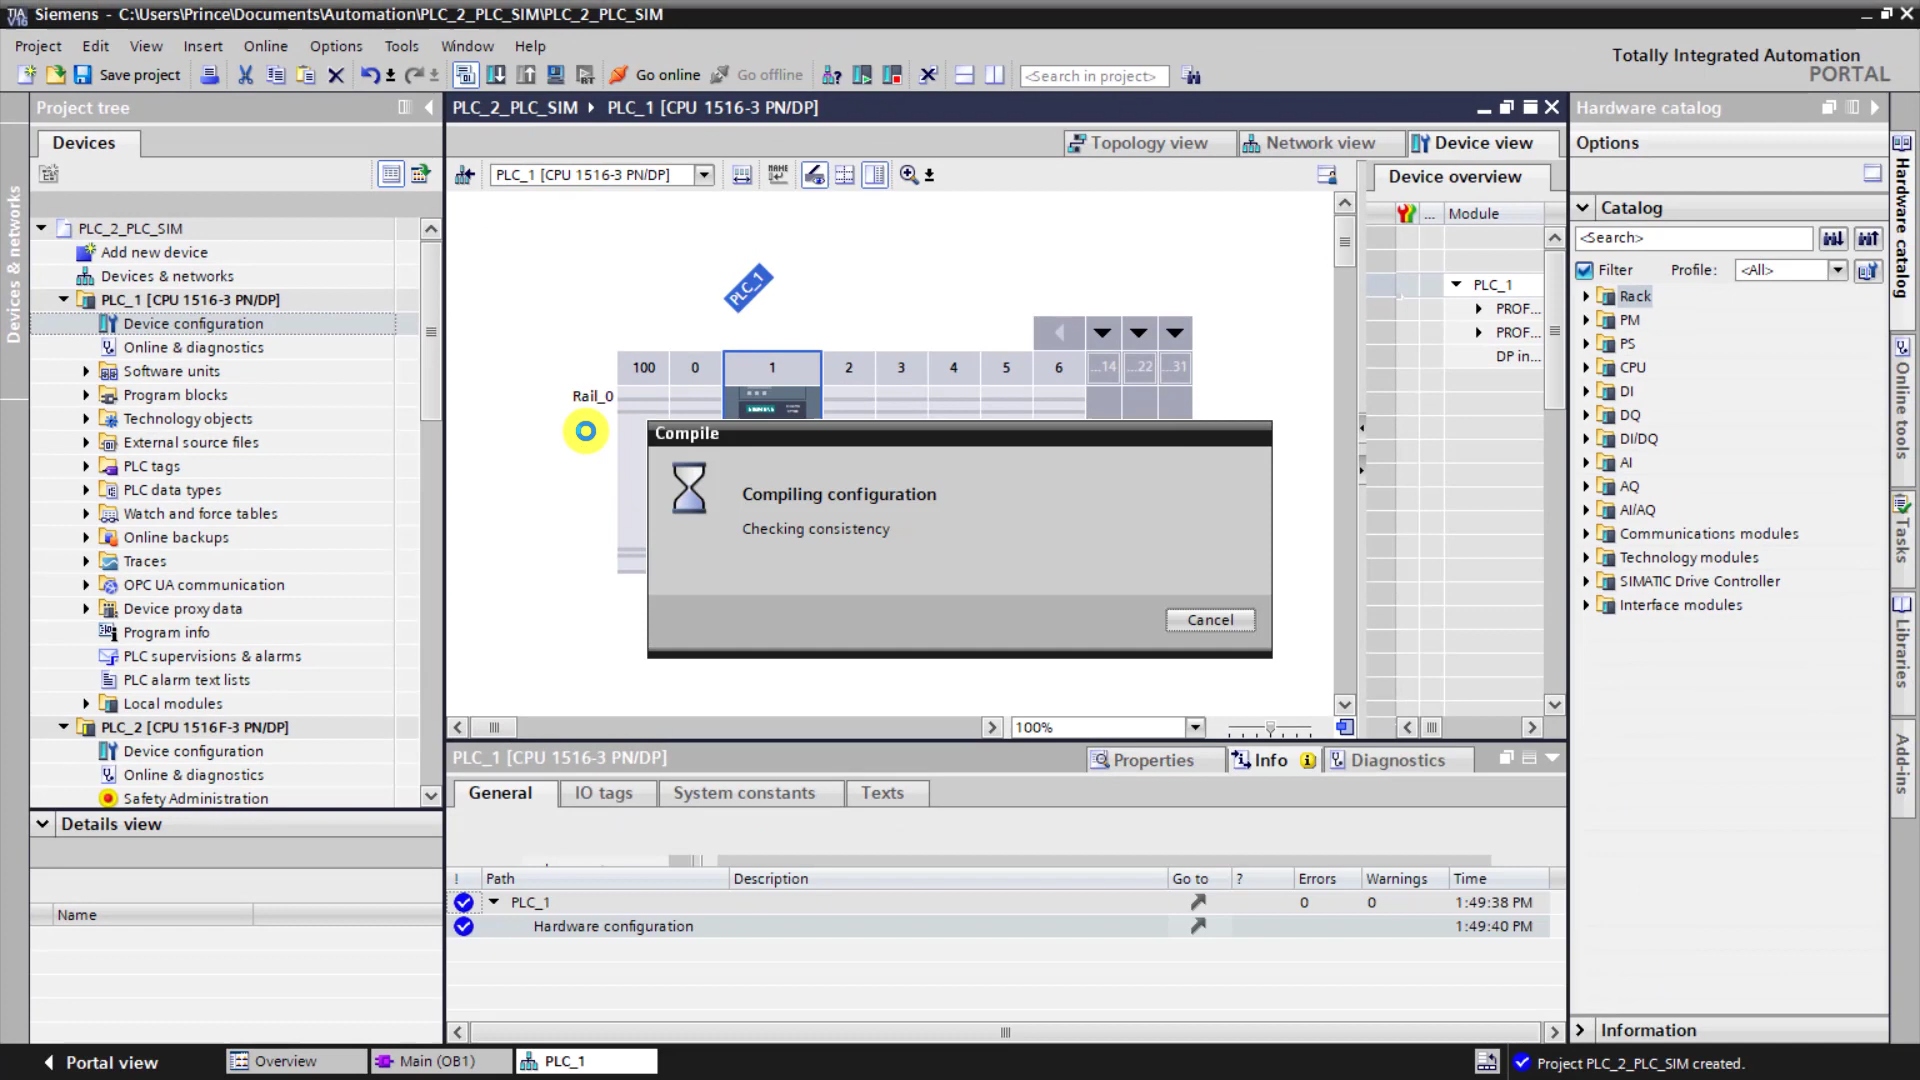 TIA V16 Siemens - C:\Users\Prince\Documents\Automation\PLC_2_PLC_SIM\PLC_2_PLC_SIM
Project Edit View Insert Online Options Tools Window Help
Totally Integrated Automation
PORTAL
Save project Go online Go offline <Search in project>
Project tree
PLC_2_PLC_SIM PLC_1 [CPU 1516-3 PN/DP]
Hardware catalog
Devices
Topology view Network view Device view
Options
PLC_1 [CPU 1516-3 PN/DP]
Device overview
Devices & networks
PLC_2_PLC_SIM
Add new device
Devices & networks
PLC_1 [CPU 1516-3 PN/DP]
Device configuration
Online & diagnostics
Software units
Program blocks
Technology objects
External source files
PLC tags
PLC data types
Watch and force tables
Online backups
Traces
OPC UA communication
Device proxy data
Program info
PLC supervisions & alarms
PLC alarm text lists
Local modules
PLC_2 [CPU 1516F-3 PN/DP]
Device configuration
Online & diagnostics
Safety Administration
Details view
Name
PLC_1
100 0 1 2 3 4 5 6 ...14 ...22 ...31
Rail_0
SIEMENS
Compile
Compiling configuration
Checking consistency
Cancel
100%
... Module
PLC_1
PROF...
PROF...
DP in...
Catalog
<Search>
Filter Profile: <All>
Rack
PM
PS
CPU
DI
DQ
DI/DQ
AI
AQ
AI/AQ
Communications modules
Technology modules
SIMATIC Drive Controller
Interface modules
Information
Hardware catalog
Online tools
Tasks
Libraries
Add-ins
PLC_1 [CPU 1516-3 PN/DP]
Properties Info Diagnostics
General IO tags System constants Texts
! Path Description Go to ? Errors Warnings Time
PLC_1 0 0 1:49:38 PM
Hardware configuration 1:49:40 PM
Portal view Overview Main (OB1) PLC_1 Project PLC_2_PLC_SIM created.